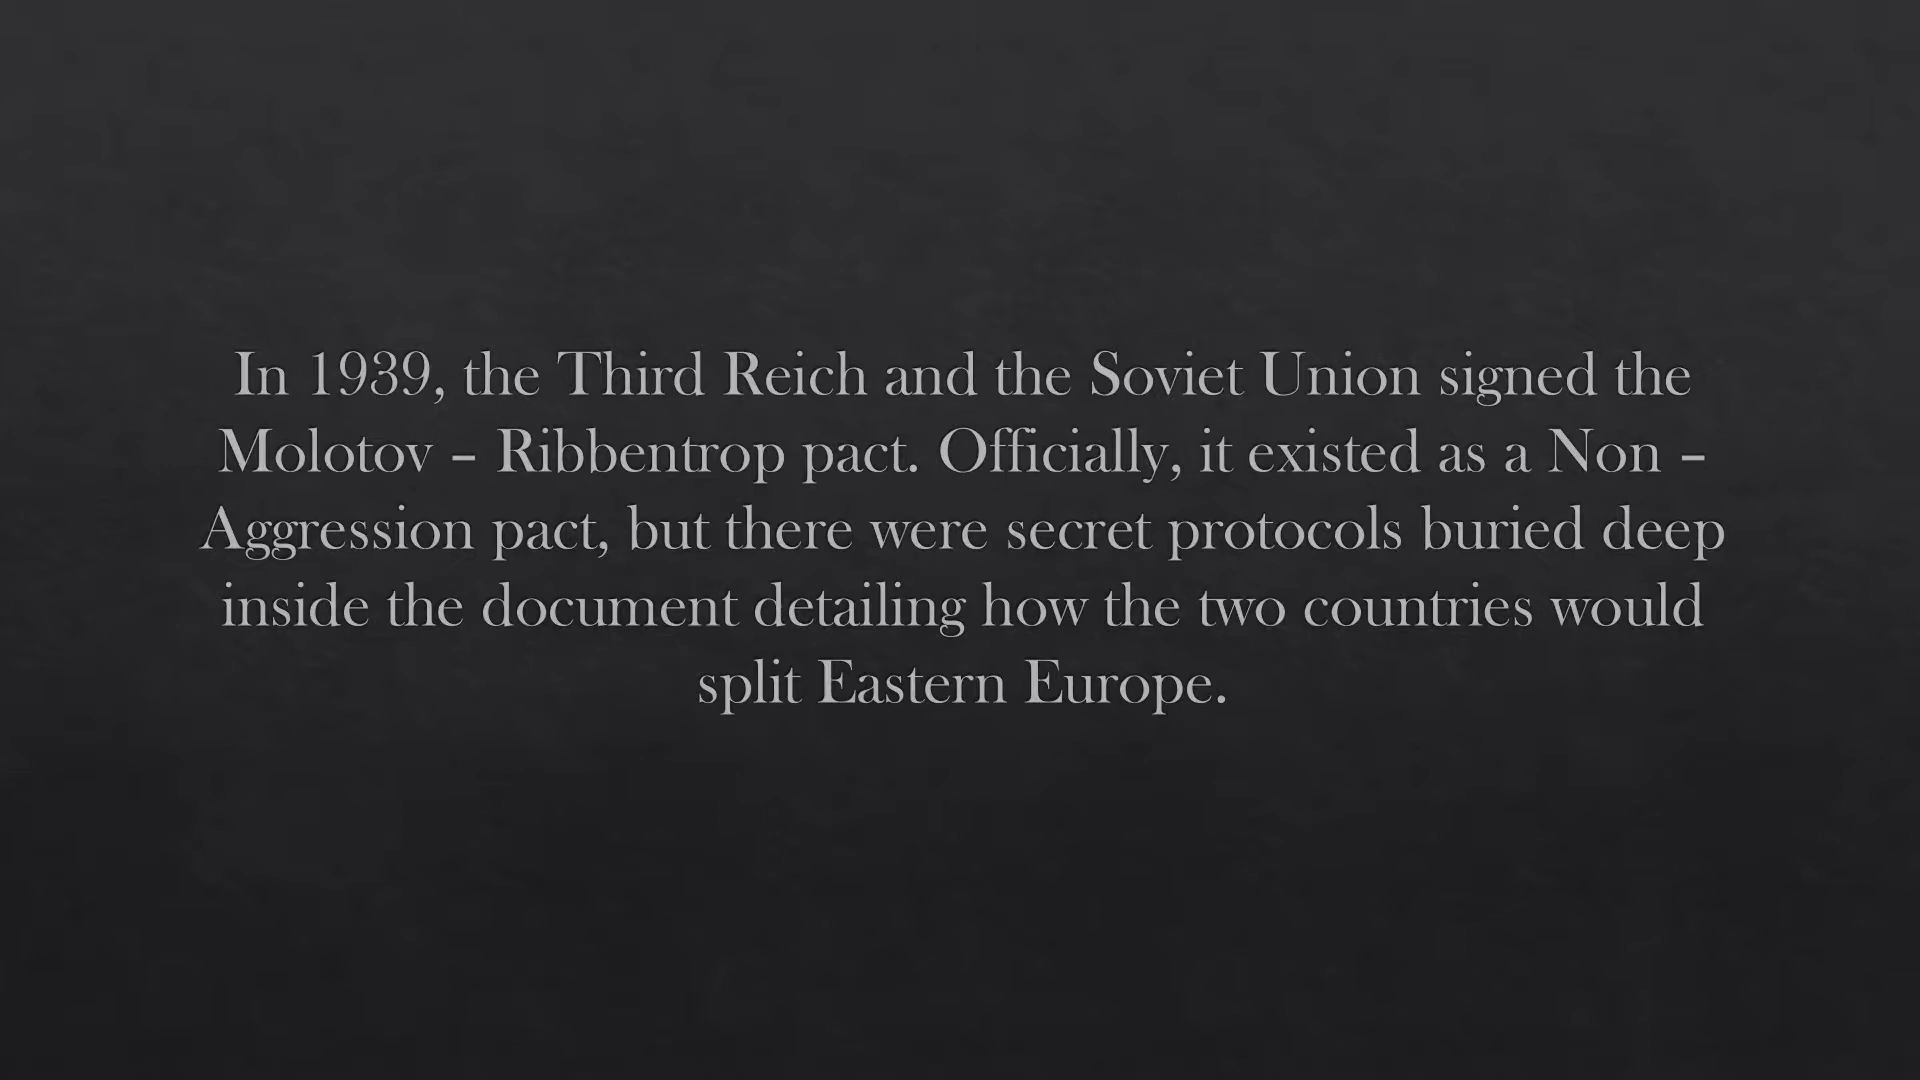 In 1939, the Third Reich and the Soviet Union signed the
Molotov – Ribbentrop pact. Officially, it existed as a Non –
Aggression pact, but there were secret protocols buried deep
inside the document detailing how the two countries would
split Eastern Europe.